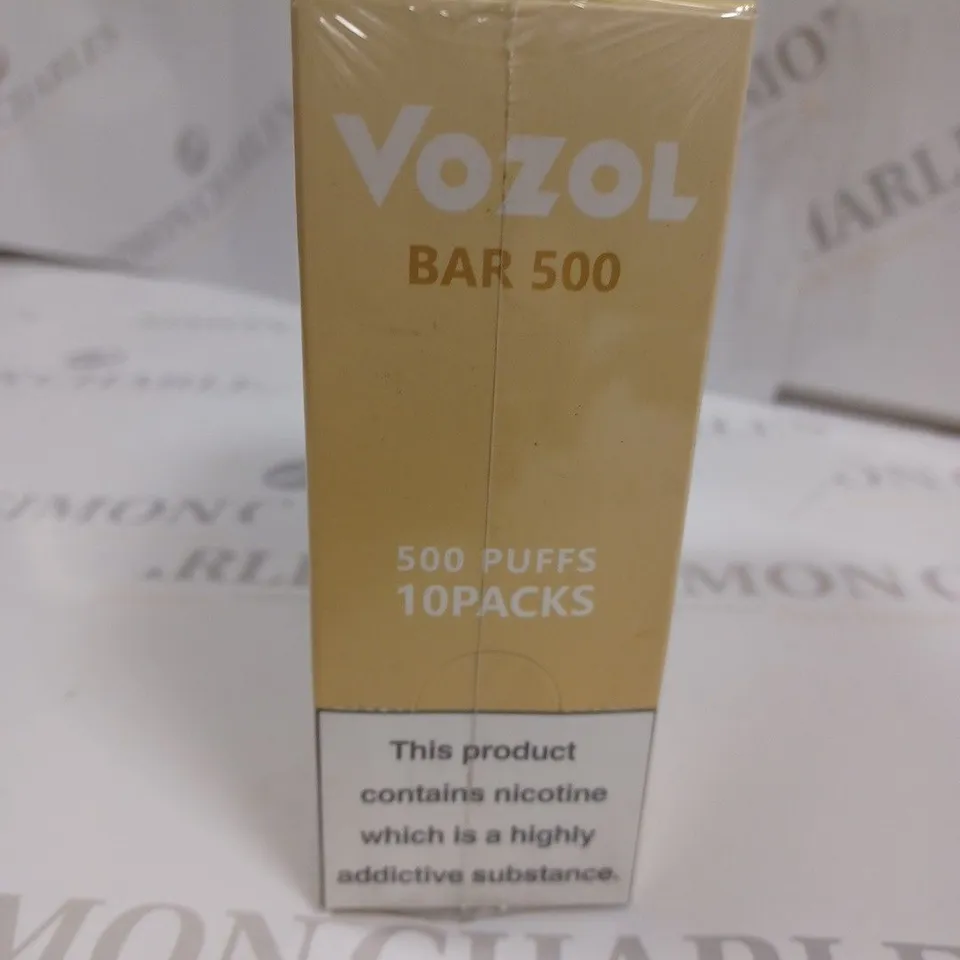 VOZOL
BAR 500
500 PUFFS
10PACKS
This product
contains nicotine
which is a highly
addictive substance.